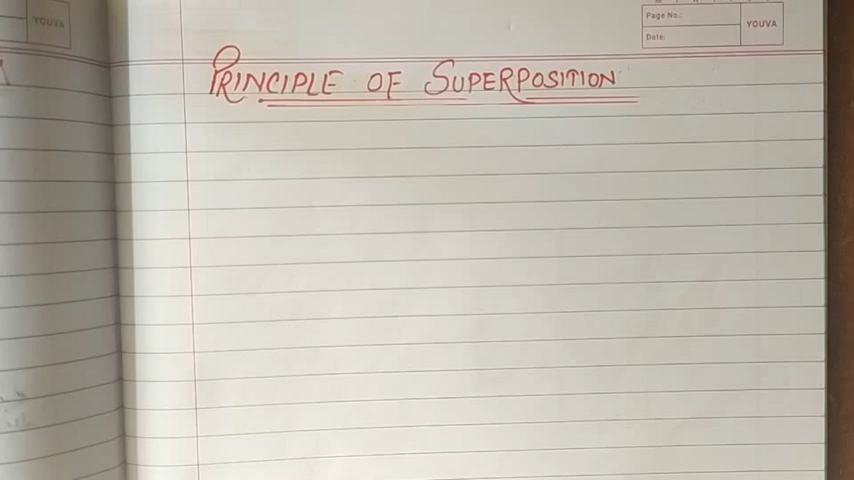 YOUVA
Page No.:
YOUVA
Date:
PRINCIPLE OF SUPERPOSITION